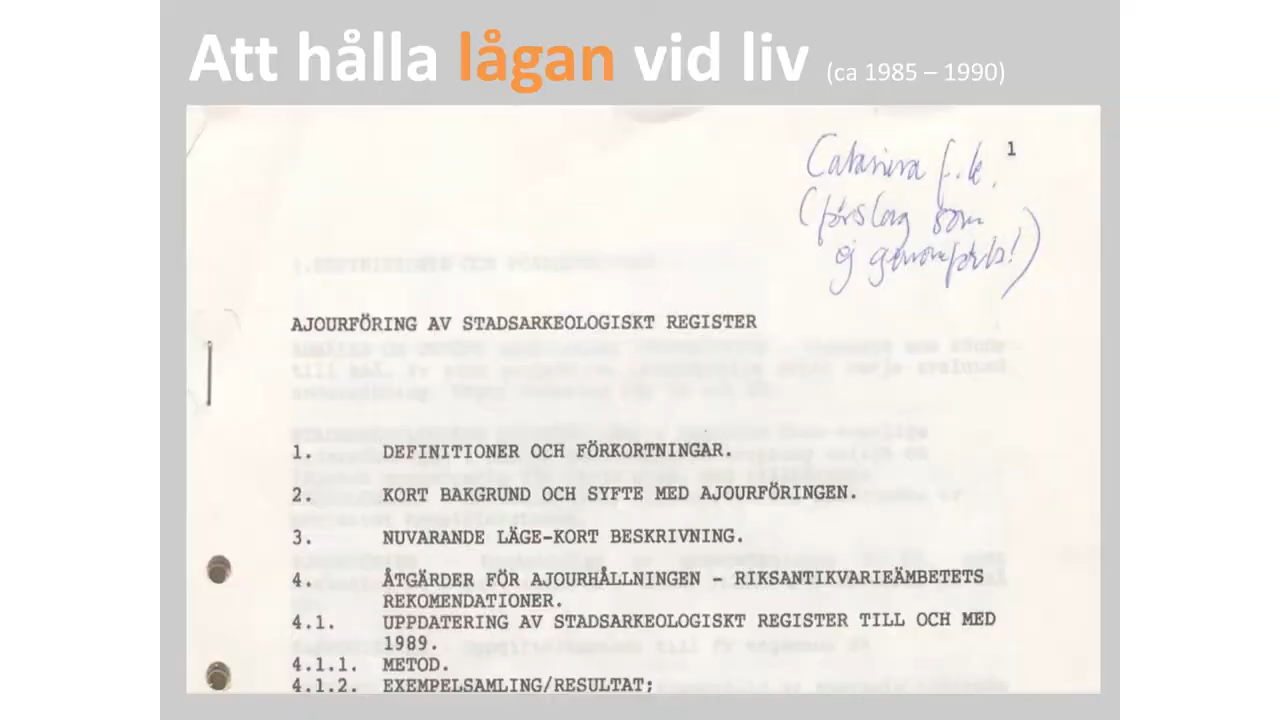 Att hålla lågan vid liv (ca 1985 – 1990)
Catarina f.k. 1
(förslag som
ej genomförts!)
AJOURFÖRING AV STADSARKEOLOGISKT REGISTER
1. DEFINITIONER OCH FÖRKORTNINGAR.
2. KORT BAKGRUND OCH SYFTE MED AJOURFÖRINGEN.
3. NUVARANDE LÄGE-KORT BESKRIVNING.
4. ÅTGÄRDER FÖR AJOURHÅLLNINGEN - RIKSANTIKVARIEÄMBETETS
REKOMENDATIONER.
4.1. UPPDATERING AV STADSARKEOLOGISKT REGISTER TILL OCH MED
1989.
4.1.1. METOD.
4.1.2. EXEMPELSAMLING/RESULTAT;